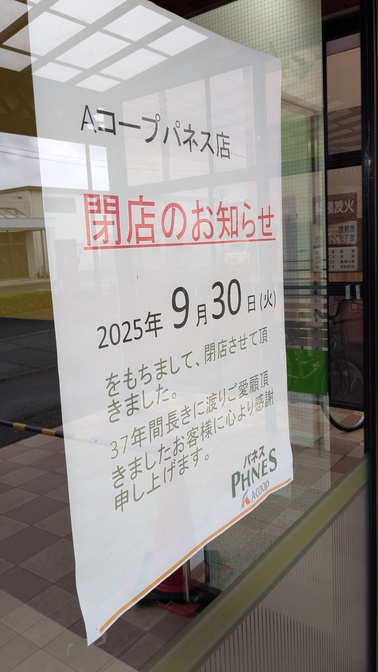 Aコープパネス店
閉店のお知らせ
2025年 9月30日(火)
をもちまして、閉店させて頂
きました。
37年間長きに渡りご愛顧頂
きましたお客様に心より感謝
申し上げます。
パネス
PHNES
A·COOP